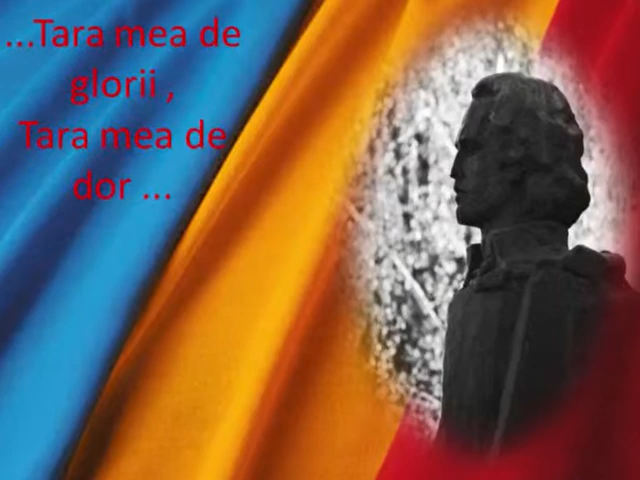 ...Tara mea de
glorii ,
Tara mea de
dor ...